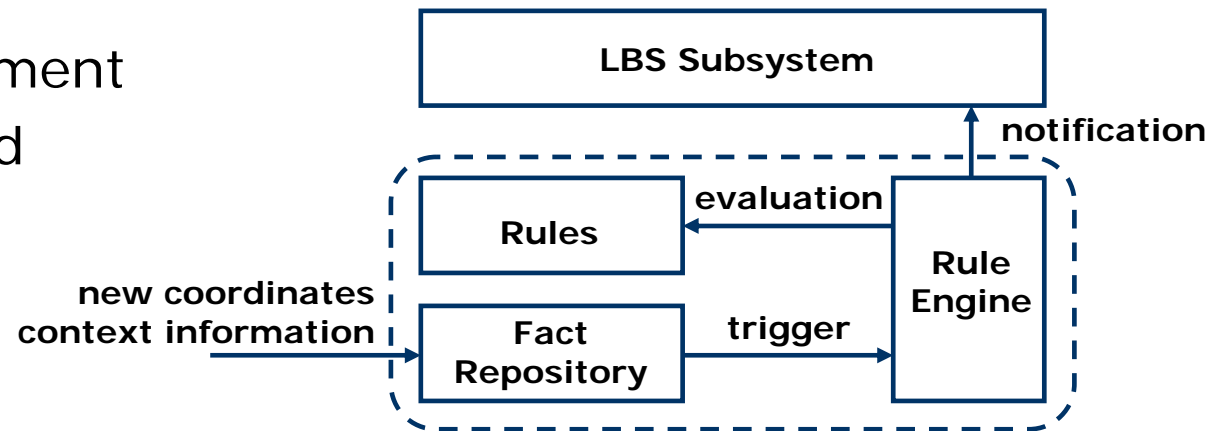 ment
d
LBS Subsystem
notification
evaluation
Rules
Rule
Engine
new coordinates
context information
Fact
Repository
trigger